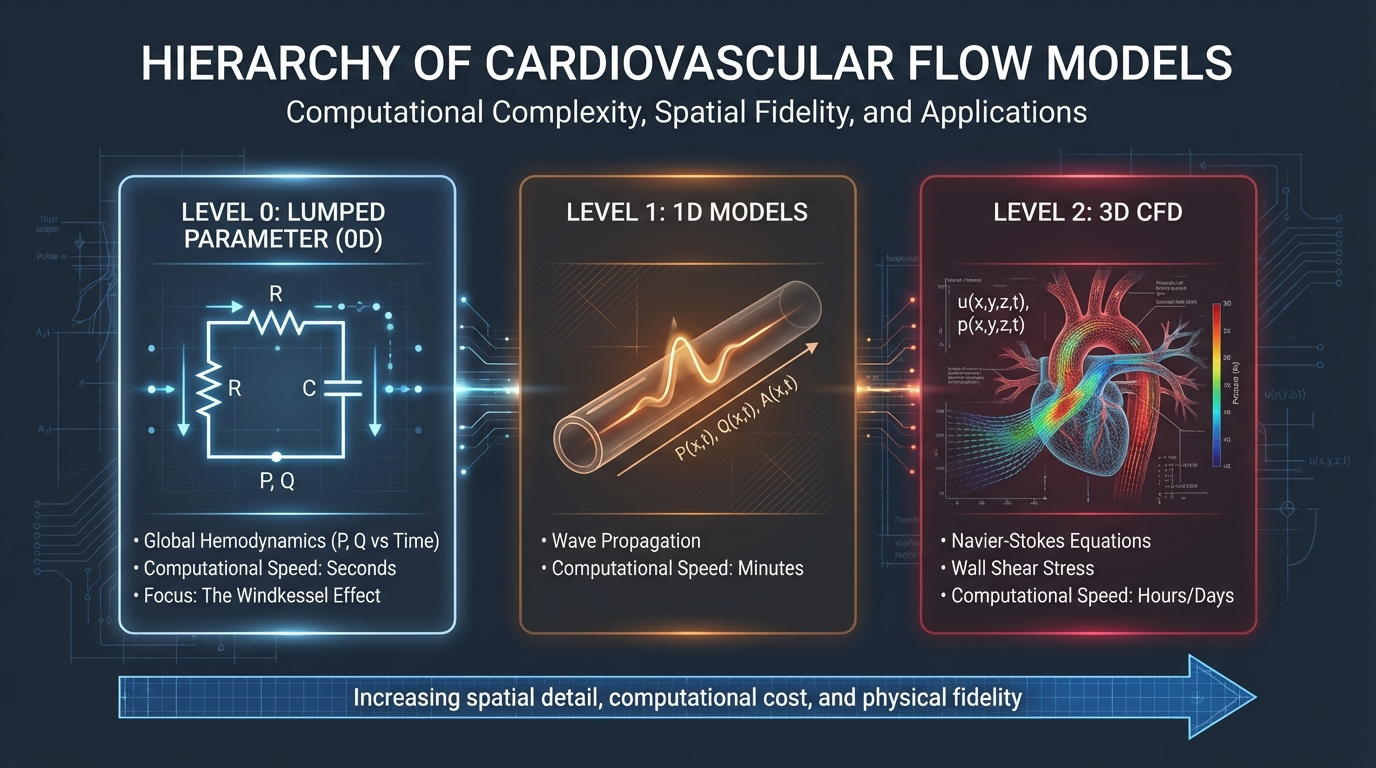 HIERARCHY OF CARDIOVASCULAR FLOW MODELS
Computational Complexity, Spatial Fidelity, and Applications
LEVEL 0: LUMPED
PARAMETER (0D)
R
R
C
P, Q
• Global Hemodynamics (P, Q vs Time)
• Computational Speed: Seconds
• Focus: The Windkessel Effect
LEVEL 1: 1D MODELS
P(x,t), Q(x,t), A(x,t)
• Wave Propagation
• Computational Speed: Minutes
LEVEL 2: 3D CFD
u(x,y,z,t),
p(x,y,z,t)
• Navier-Stokes Equations
• Wall Shear Stress
• Computational Speed: Hours/Days
Increasing spatial detail, computational cost, and physical fidelity